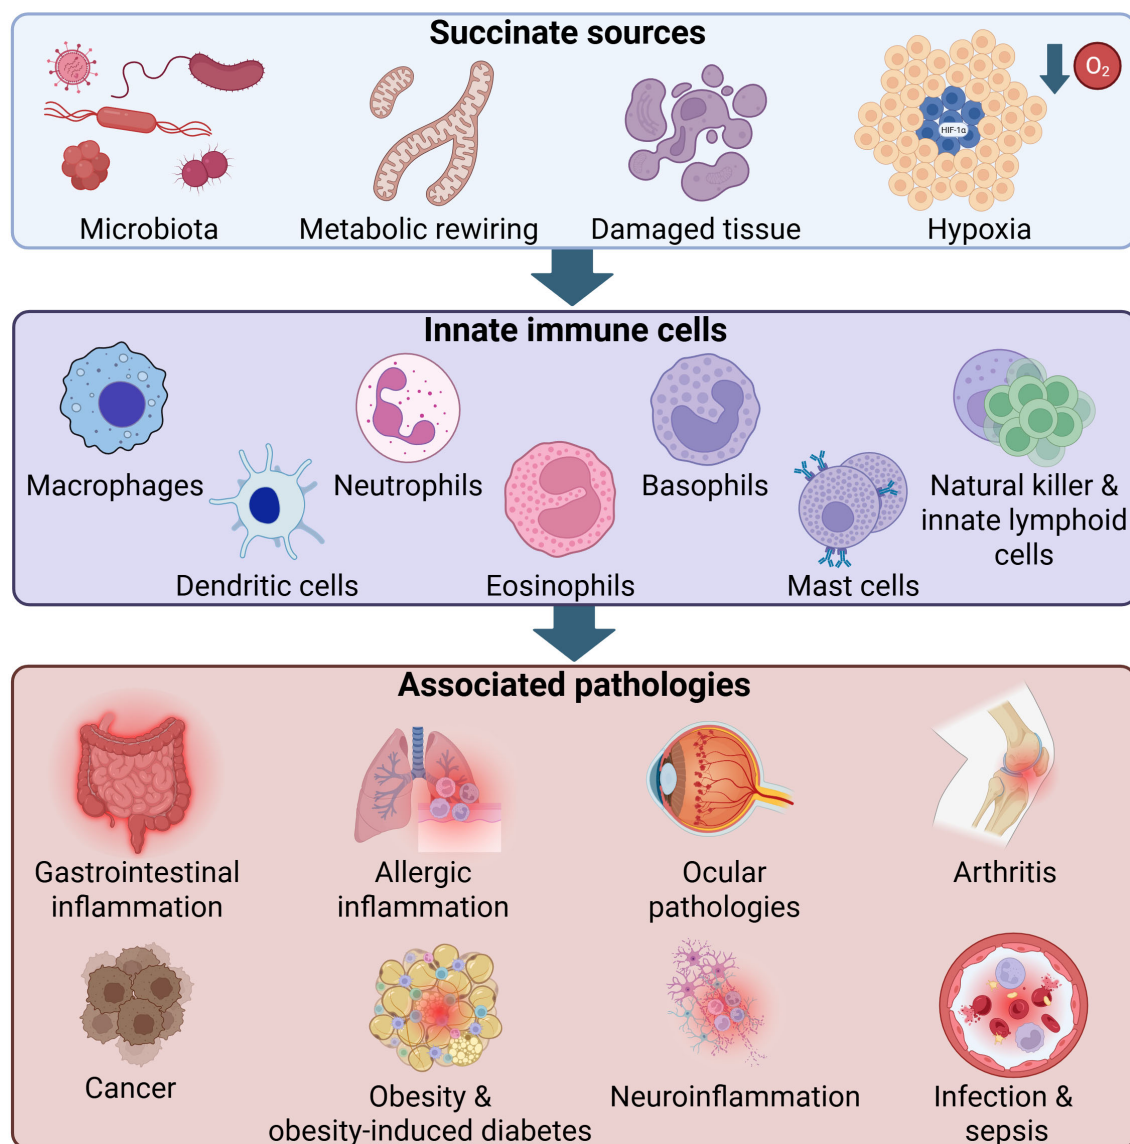 Succinate sources
O₂
HIF-1α
Microbiota
Metabolic rewiring
Damaged tissue
Hypoxia
Innate immune cells
Macrophages
Neutrophils
Basophils
Natural killer &
innate lymphoid
cells
Dendritic cells
Eosinophils
Mast cells
Associated pathologies
Gastrointestinal
inflammation
Allergic
inflammation
Ocular
pathologies
Arthritis
Cancer
Obesity &
obesity-induced diabetes
Neuroinflammation
Infection &
sepsis